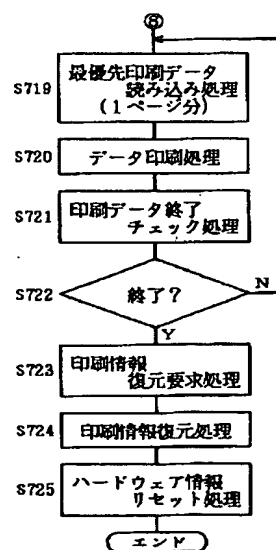 ⑧
S719
最優先印刷データ
読み込み処理
(1ページ分)
S720
データ印刷処理
S721
印刷データ終了
チェック処理
S722
終了?
N
Y
S723
印刷情報
復元要求処理
S724
印刷情報復元処理
S725
ハードウェア情報
リセット処理
エンド